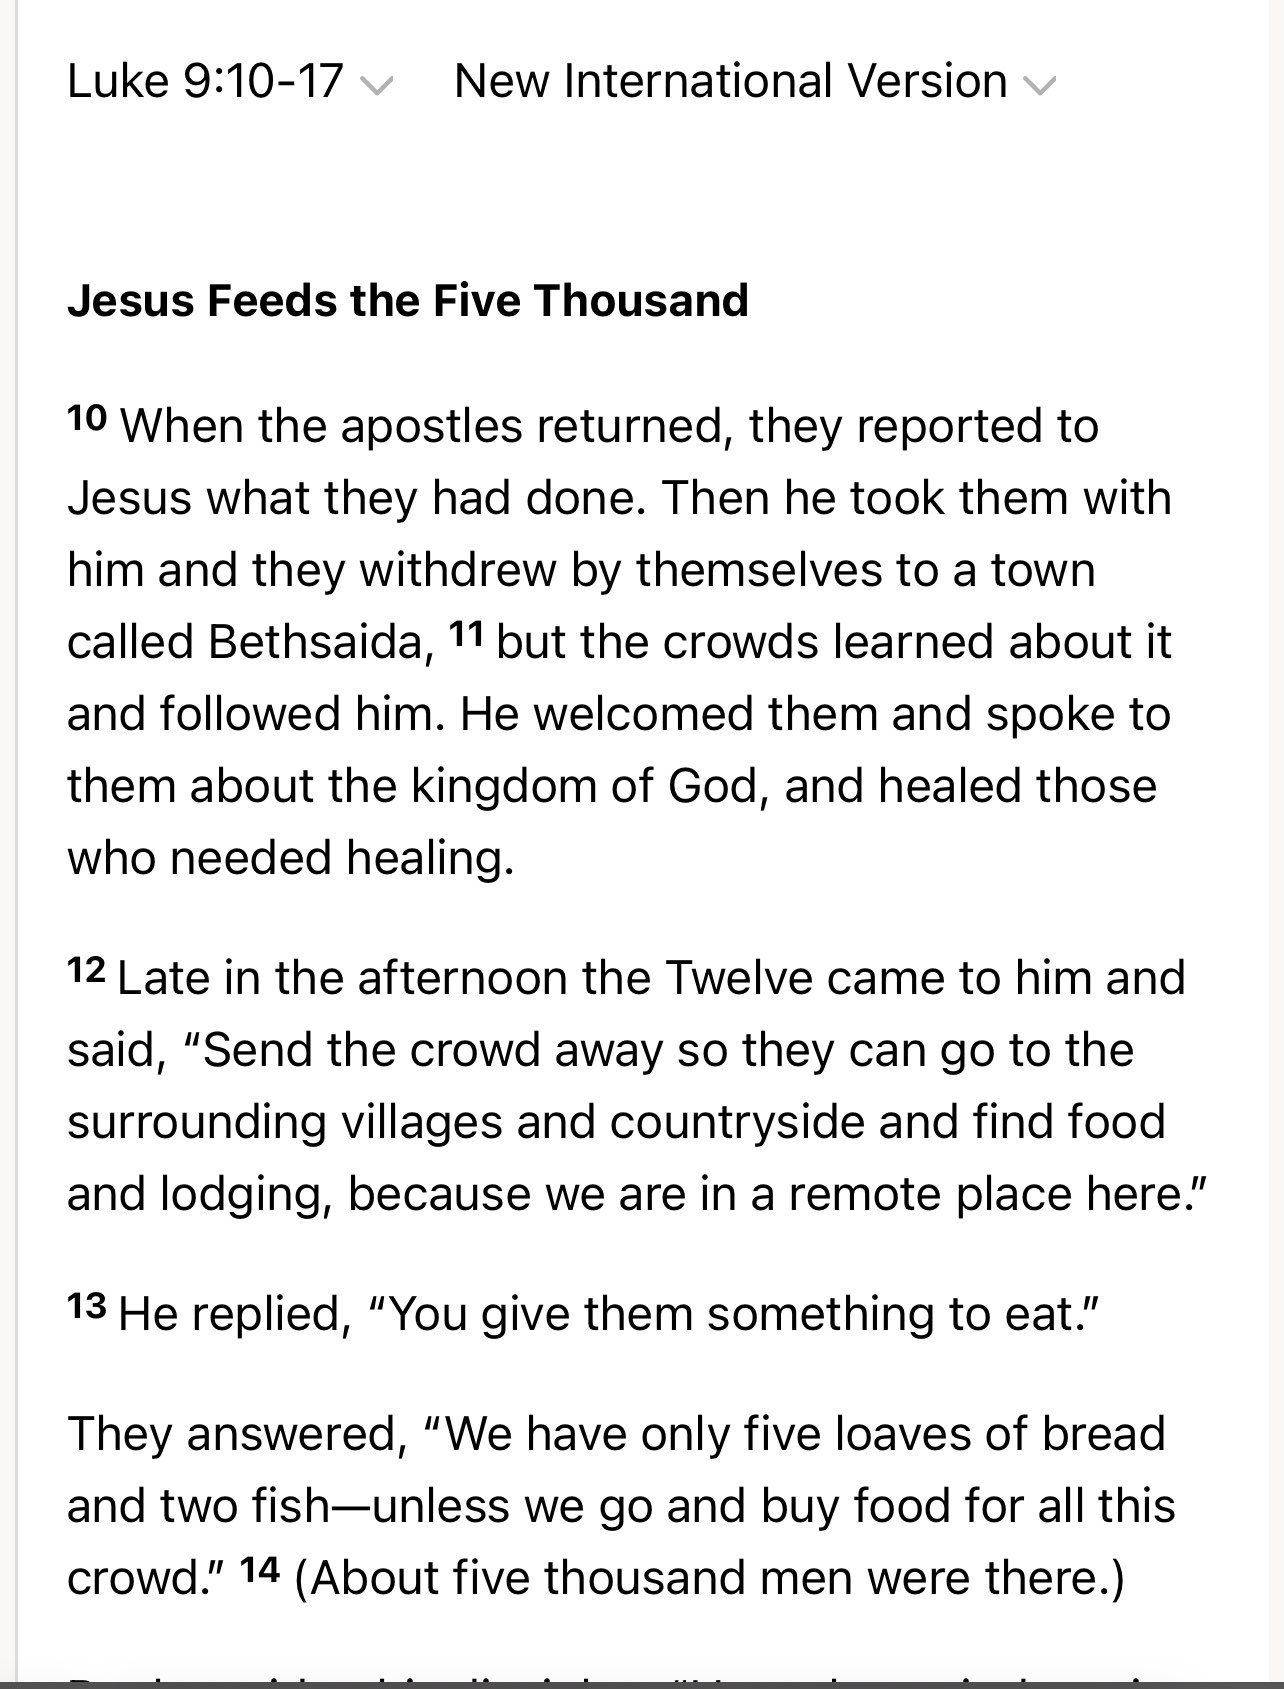 Luke 9:10-17 New International Version
Jesus Feeds the Five Thousand
10 When the apostles returned, they reported to
Jesus what they had done. Then he took them with
him and they withdrew by themselves to a town
called Bethsaida, 11 but the crowds learned about it
and followed him. He welcomed them and spoke to
them about the kingdom of God, and healed those
who needed healing.
12 Late in the afternoon the Twelve came to him and
said, “Send the crowd away so they can go to the
surrounding villages and countryside and find food
and lodging, because we are in a remote place here.”
13 He replied, “You give them something to eat.”
They answered, “We have only five loaves of bread
and two fish—unless we go and buy food for all this
crowd.” 14 (About five thousand men were there.)